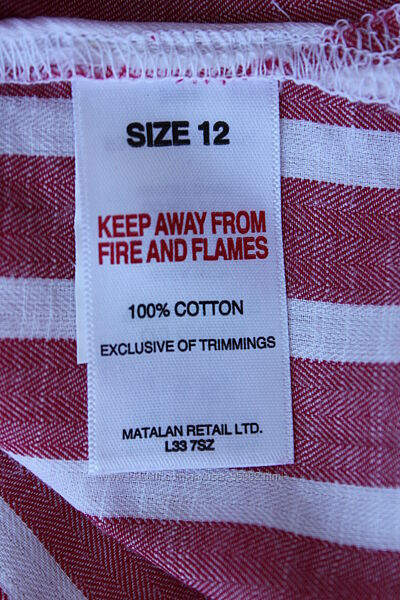 SIZE 12
KEEP AWAY FROM
FIRE AND FLAMES
100% COTTON
EXCLUSIVE OF TRIMMINGS
MATALAN RETAIL LTD.
L33 7SZ